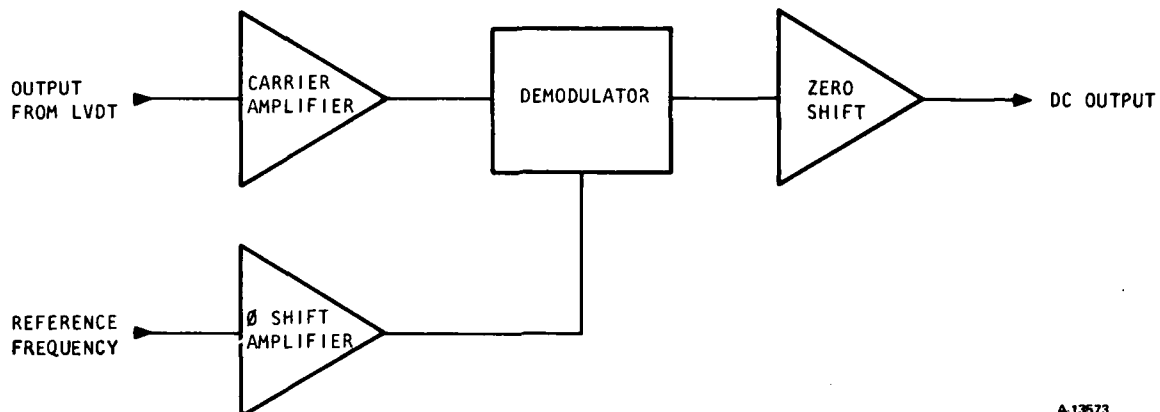 OUTPUT
FROM LVDT
CARRIER
AMPLIFIER
DEMODULATOR
ZERO
SHIFT
DC OUTPUT
REFERENCE
FREQUENCY
Ø SHIFT
AMPLIFIER
A-13573